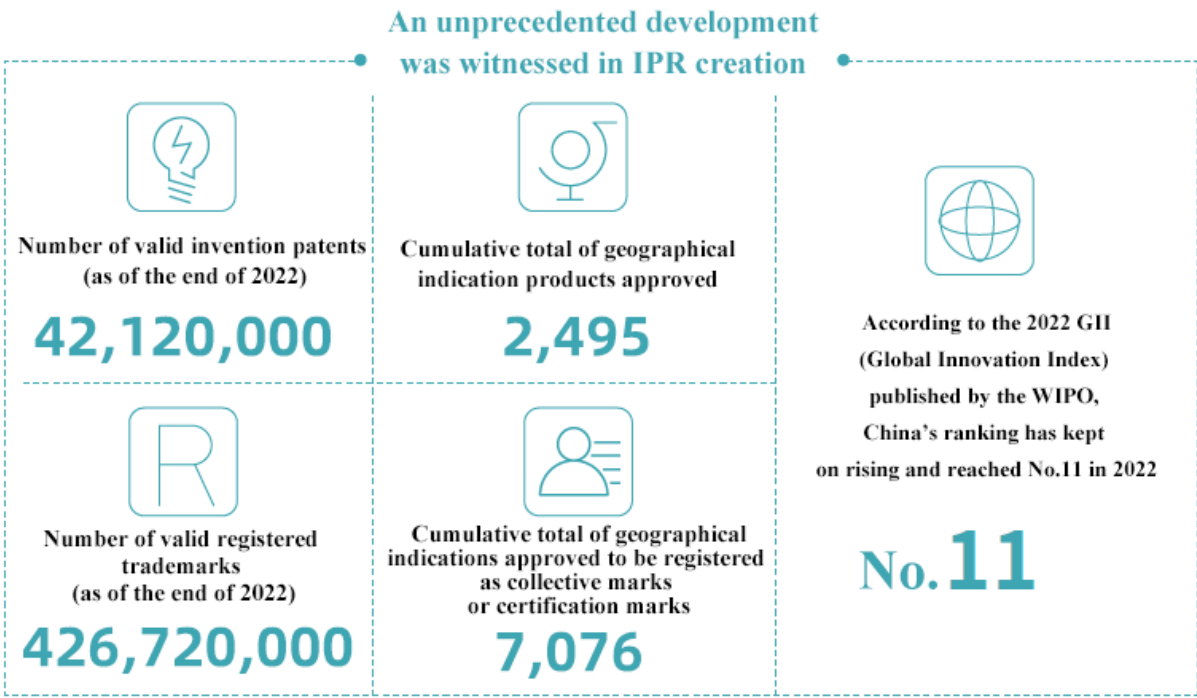 An unprecedented development
was witnessed in IPR creation
Number of valid invention patents
(as of the end of 2022)
42,120,000
Cumulative total of geographical
indication products approved
2,495
Number of valid registered
trademarks
(as of the end of 2022)
426,720,000
Cumulative total of geographical
indications approved to be registered
as collective marks
or certification marks
7,076
According to the 2022 GII
(Global Innovation Index)
published by the WIPO,
China's ranking has kept
on rising and reached No.11 in 2022
No.11